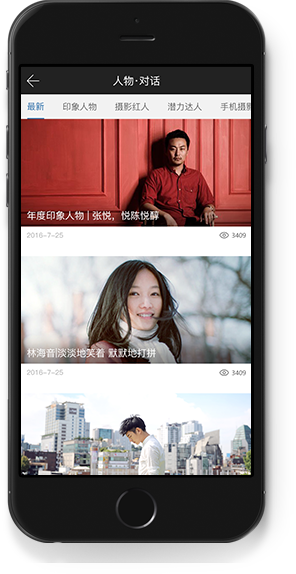 人物·对话
最新 印象人物 摄影红人 潜力达人 手机摄影
年度印象人物 | 张悦，悦陈悦醉
2016-7-25 3409
林海音|淡淡地笑着 默默地打拼
2016-7-25 3409